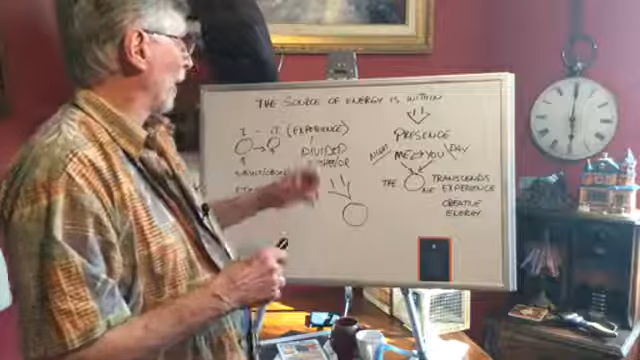 THE SOURCE OF ENERGY IS WITHIN
I - IT (EXPERIENCE)
DIVIDED
PRESENCE
NIGHT ME YOU DAY
THE TRANSCENDS
EXPERIENCE
CREATIVE
ENERGY